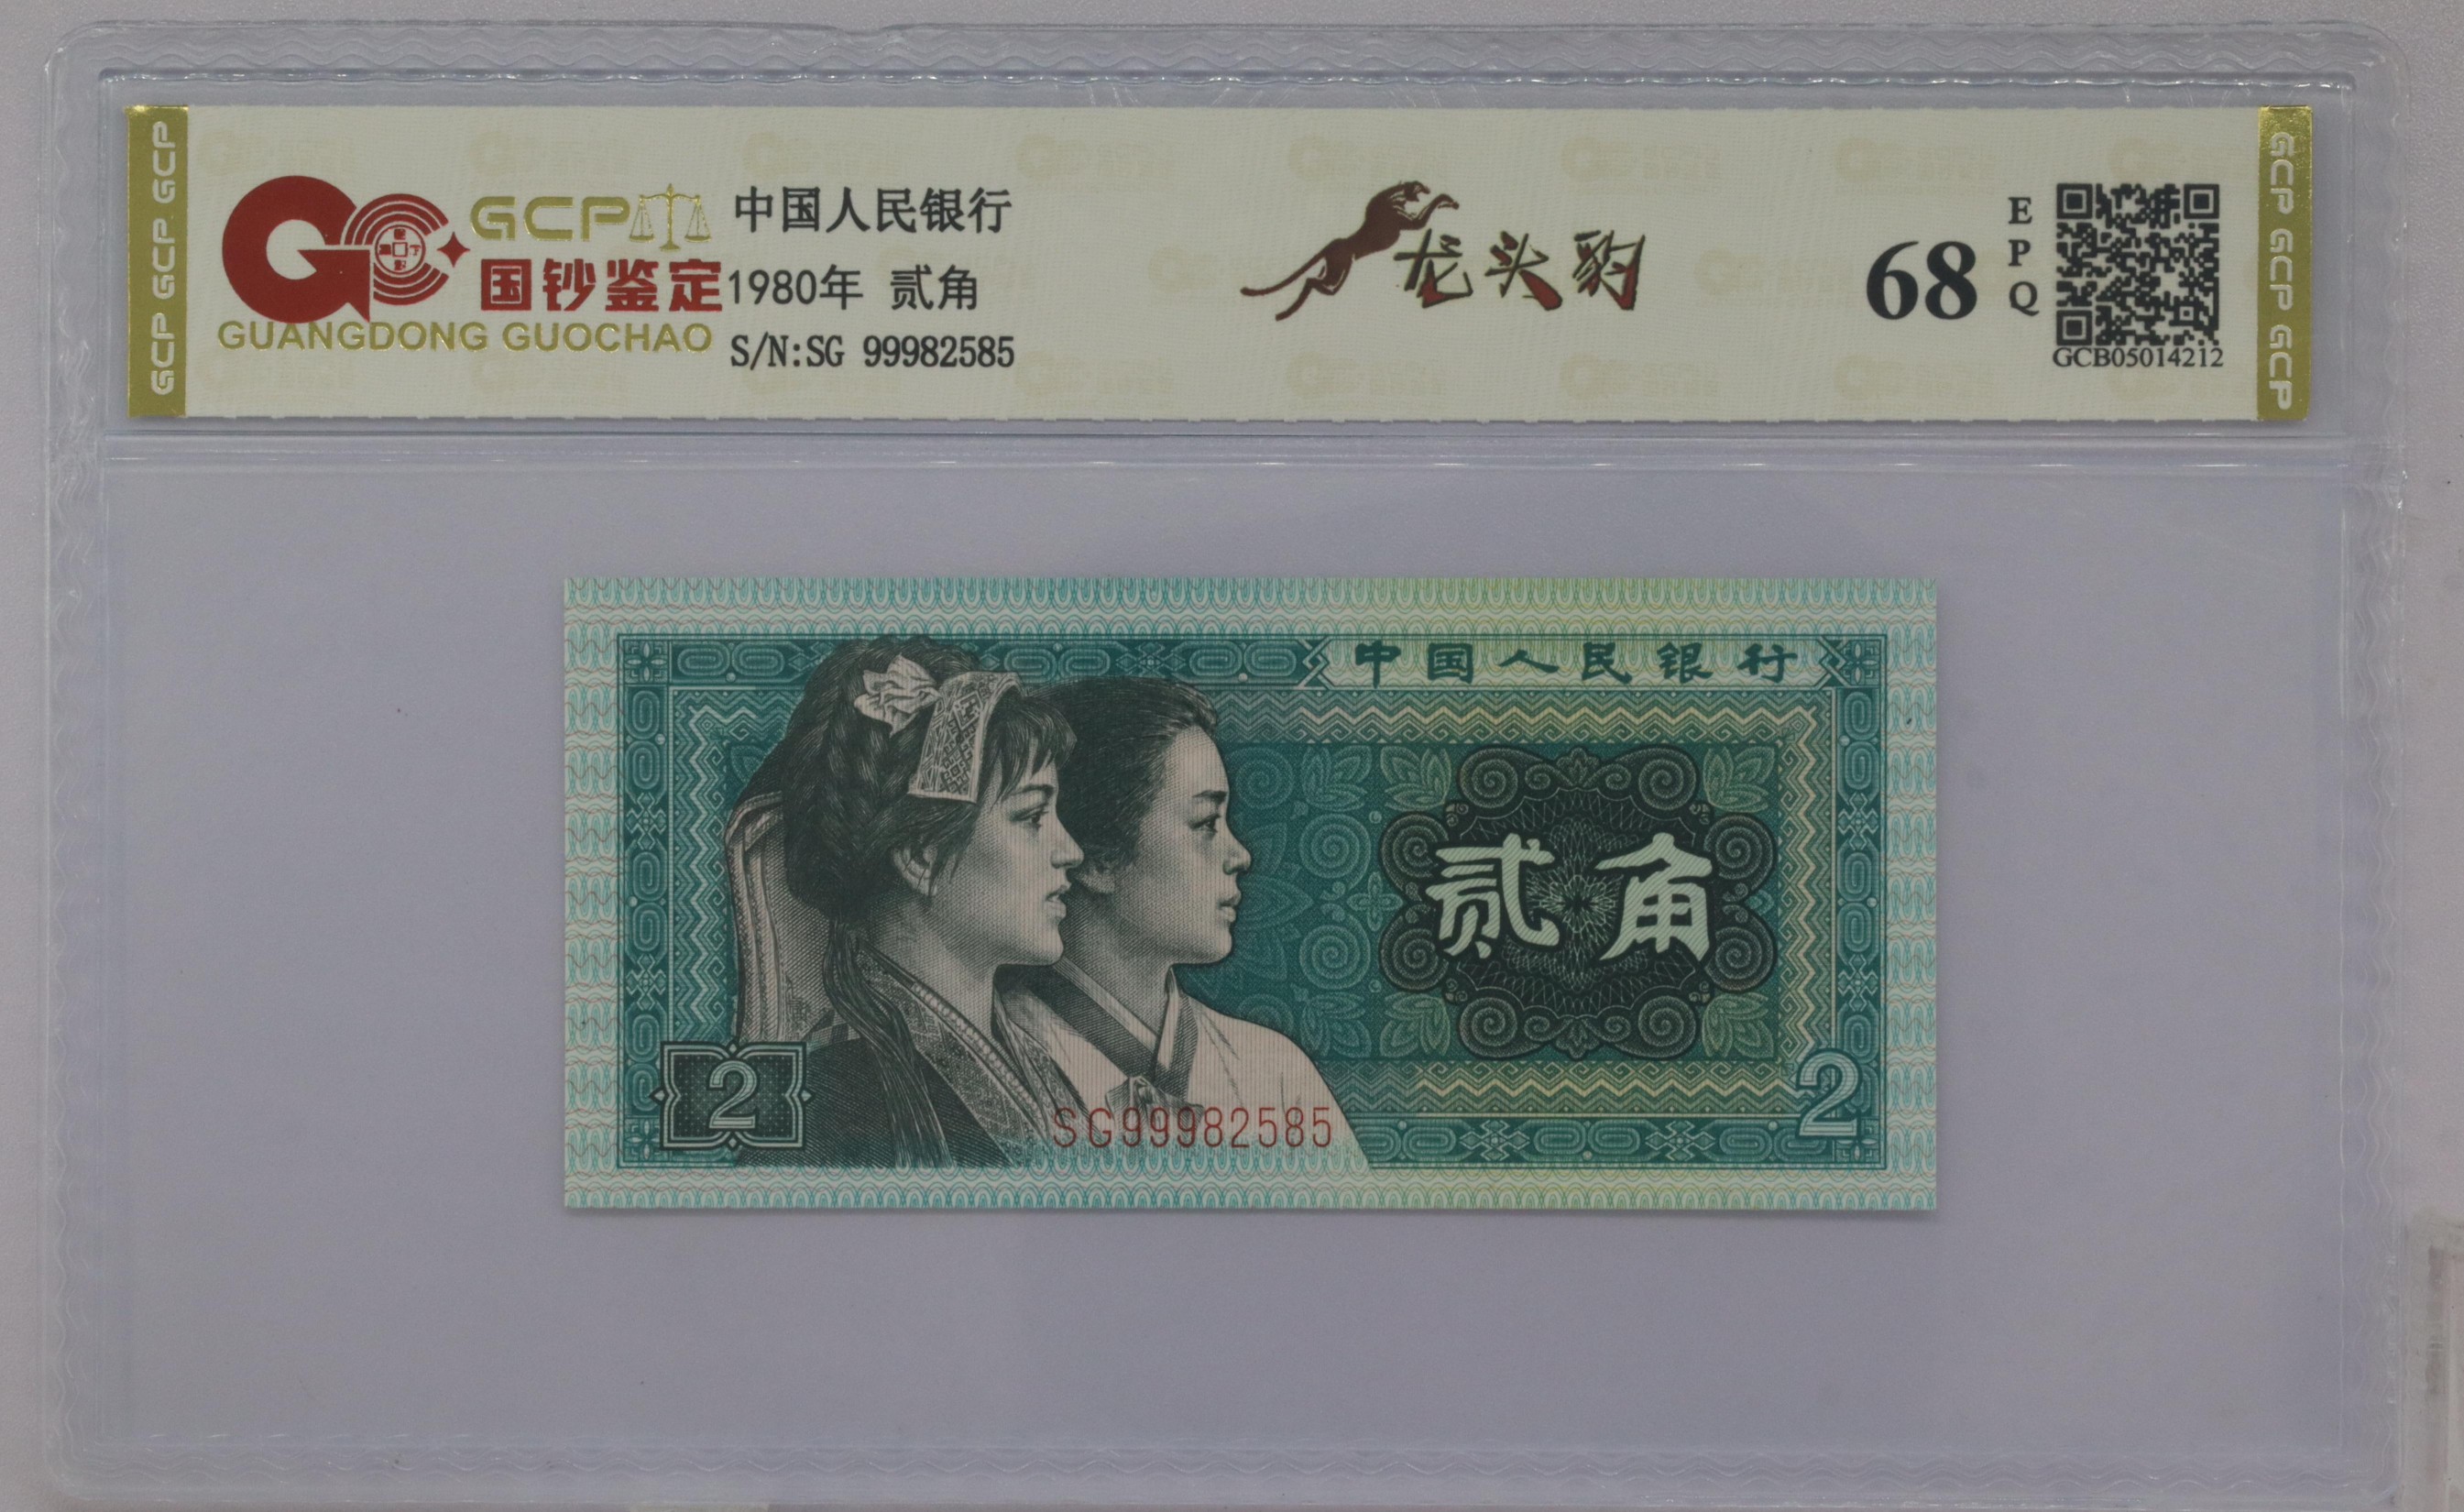 GCP GCP GCP
GCP
国钞鉴定
GUANGDONG GUOCHAO
中国人民银行
1980年 贰角
S/N:SG 99982585
龙头豹
68
EPQ
GCB05014212
GCP GCP GCP
中国人民银行
贰角
2
SG99982585
2